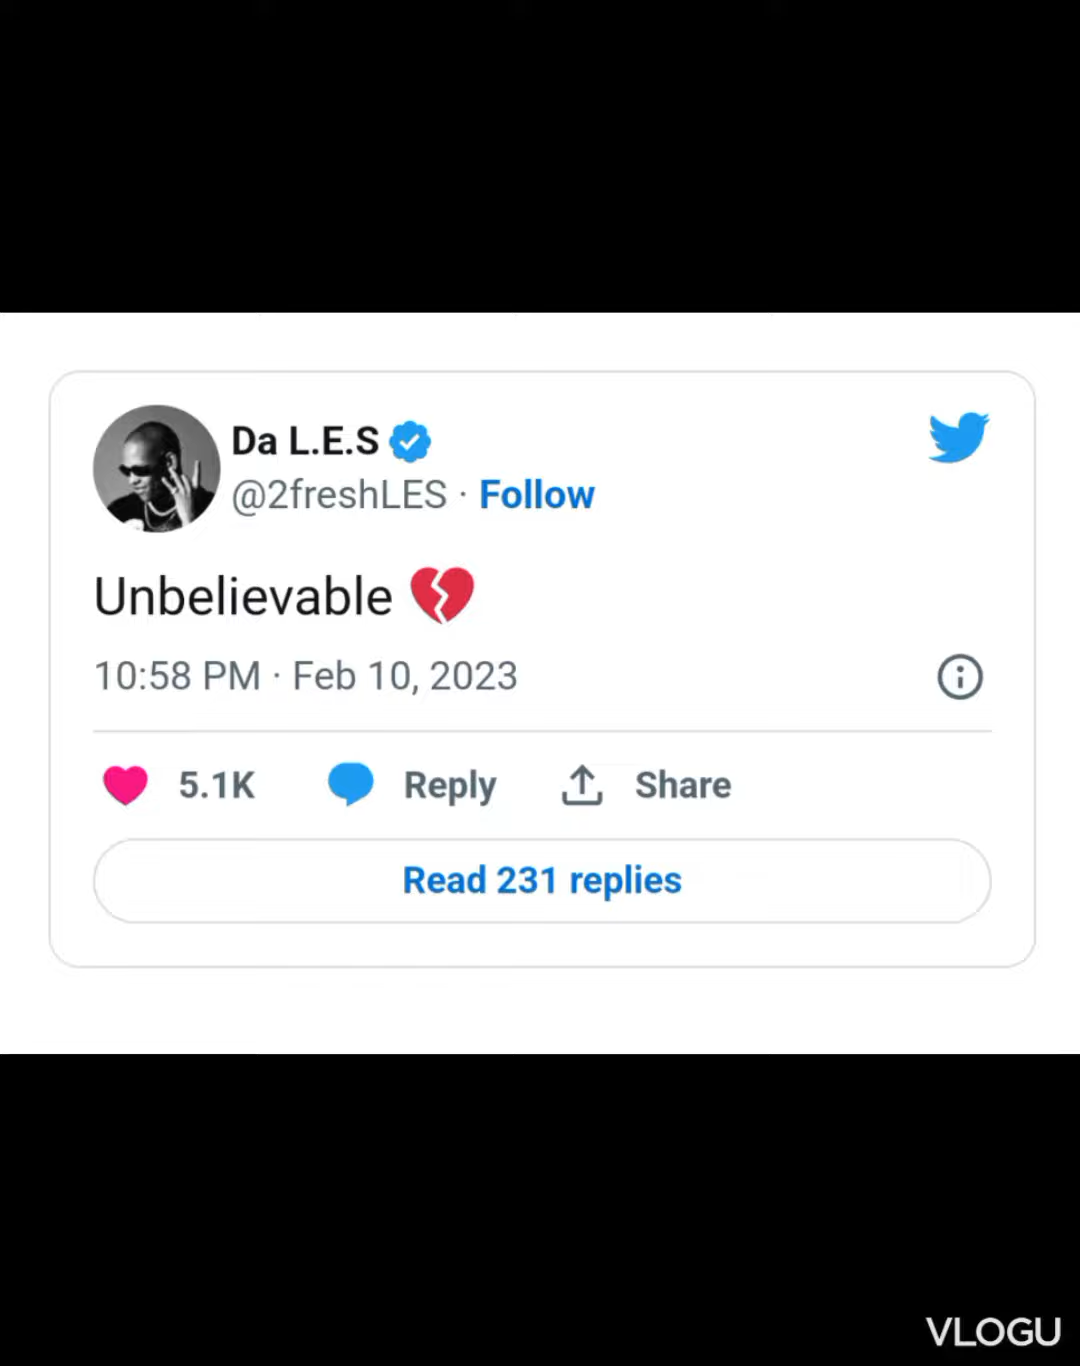 Da L.E.S
@2freshLES · Follow
Unbelievable 💔
10:58 PM · Feb 10, 2023
5.1K Reply Share
Read 231 replies
VLOGU